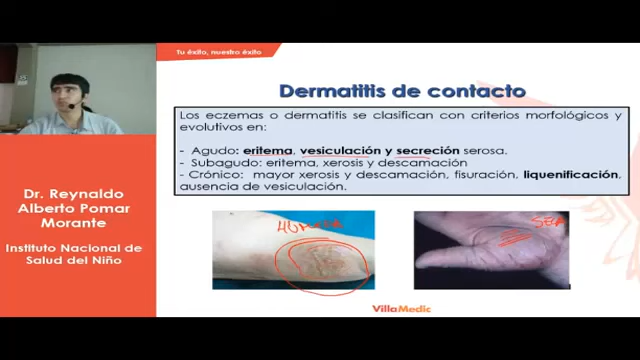 Tu éxito, nuestro éxito
Dermatitis de contacto
Los eczemas o dermatitis se clasifican con criterios morfológicos y
evolutivos en:
- Agudo: eritema, vesiculación y secreción serosa.
- Subagudo: eritema, xerosis y descamación
- Crónico: mayor xerosis y descamación, fisuración, liquenificación,
ausencia de vesiculación.
Dr. Reynaldo
Alberto Pomar
Morante
Instituto Nacional de
Salud del Niño
VillaMedic